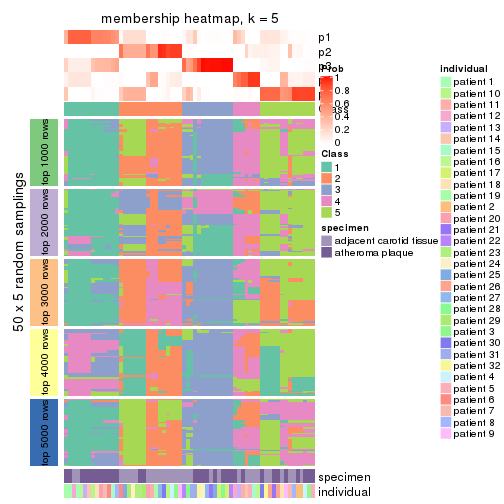 membership heatmap, k = 5
p1
p2
p3
Prob
1
0.8
0.6
0.4
0.2
0
Class
1
2
3
4
5
specimen
adjacent carotid tissue
atheroma plaque
50 x 5 random samplings
top 1000 rows
top 2000 rows
top 3000 rows
top 4000 rows
top 5000 rows
specimen
individual
individual
patient 1
patient 10
patient 11
patient 12
patient 13
patient 14
patient 15
patient 16
patient 17
patient 18
patient 19
patient 2
patient 20
patient 21
patient 22
patient 23
patient 24
patient 25
patient 26
patient 27
patient 28
patient 29
patient 3
patient 30
patient 31
patient 32
patient 4
patient 5
patient 6
patient 7
patient 8
patient 9